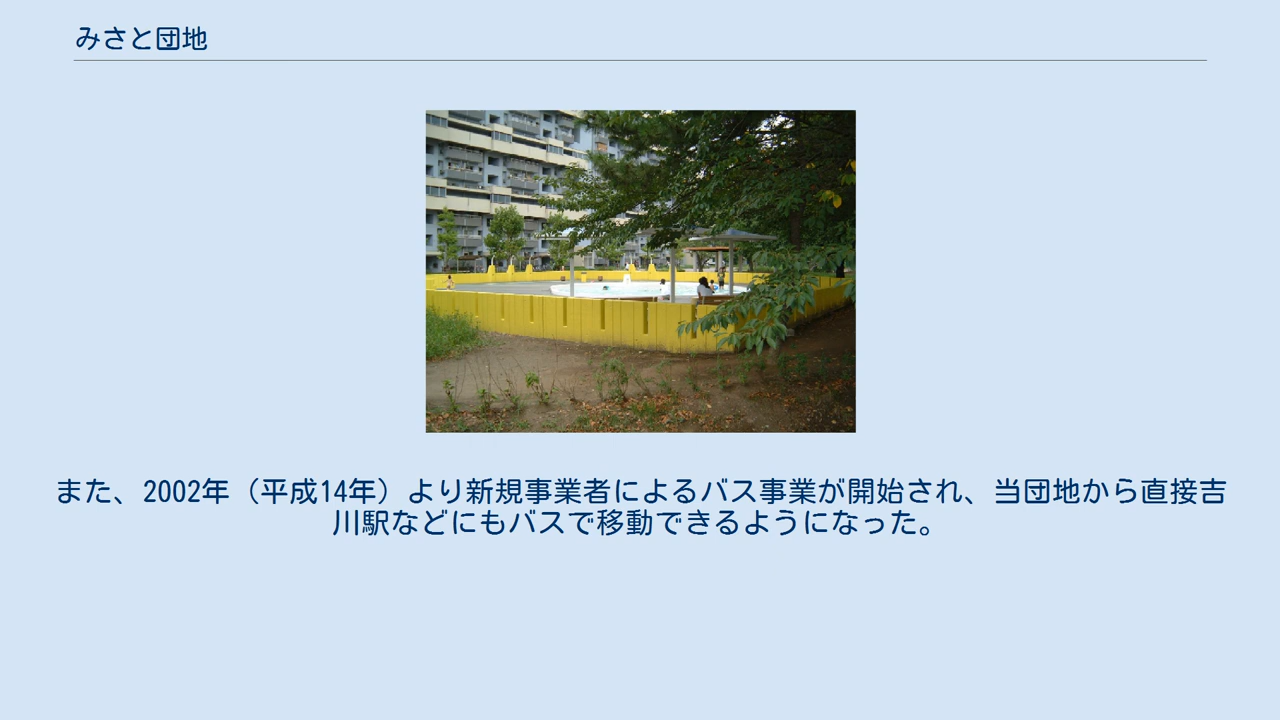 みさと団地
また、2002年（平成14年）より新規事業者によるバス事業が開始され、当団地から直接吉
川駅などにもバスで移動できるようになった。